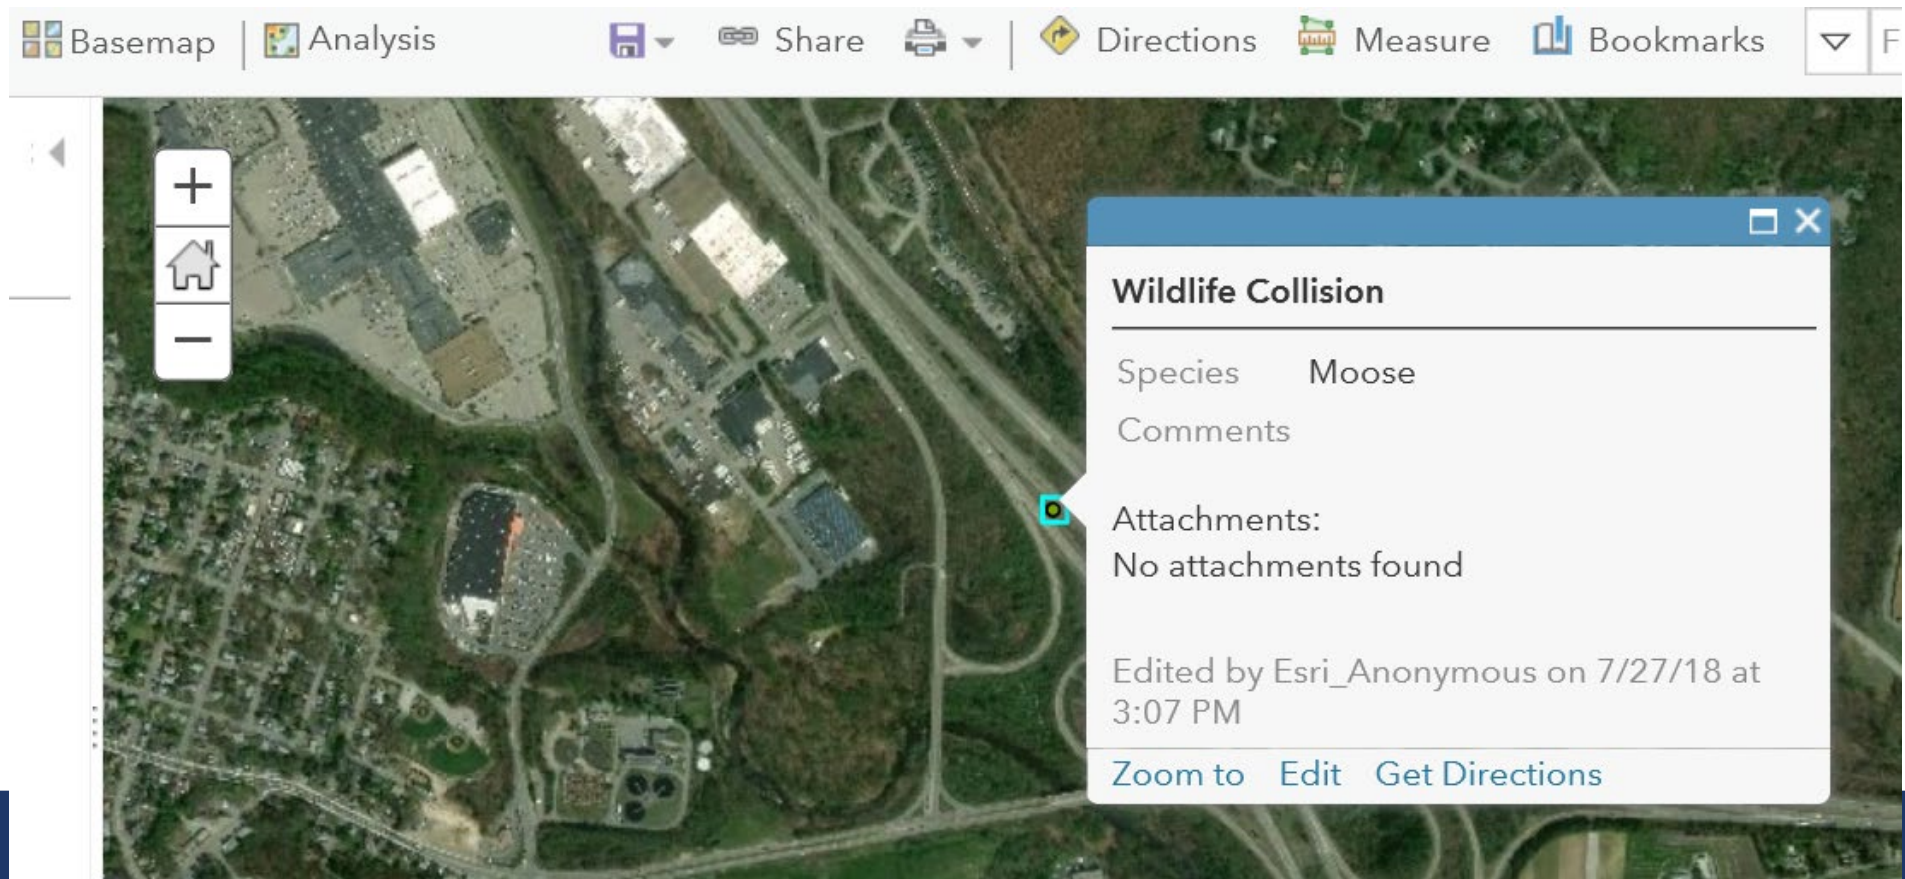 Basemap Analysis Share Directions Measure Bookmarks F
+
−
Wildlife Collision
Species Moose
Comments
Attachments:
No attachments found
Edited by Esri_Anonymous on 7/27/18 at
3:07 PM
Zoom to Edit Get Directions